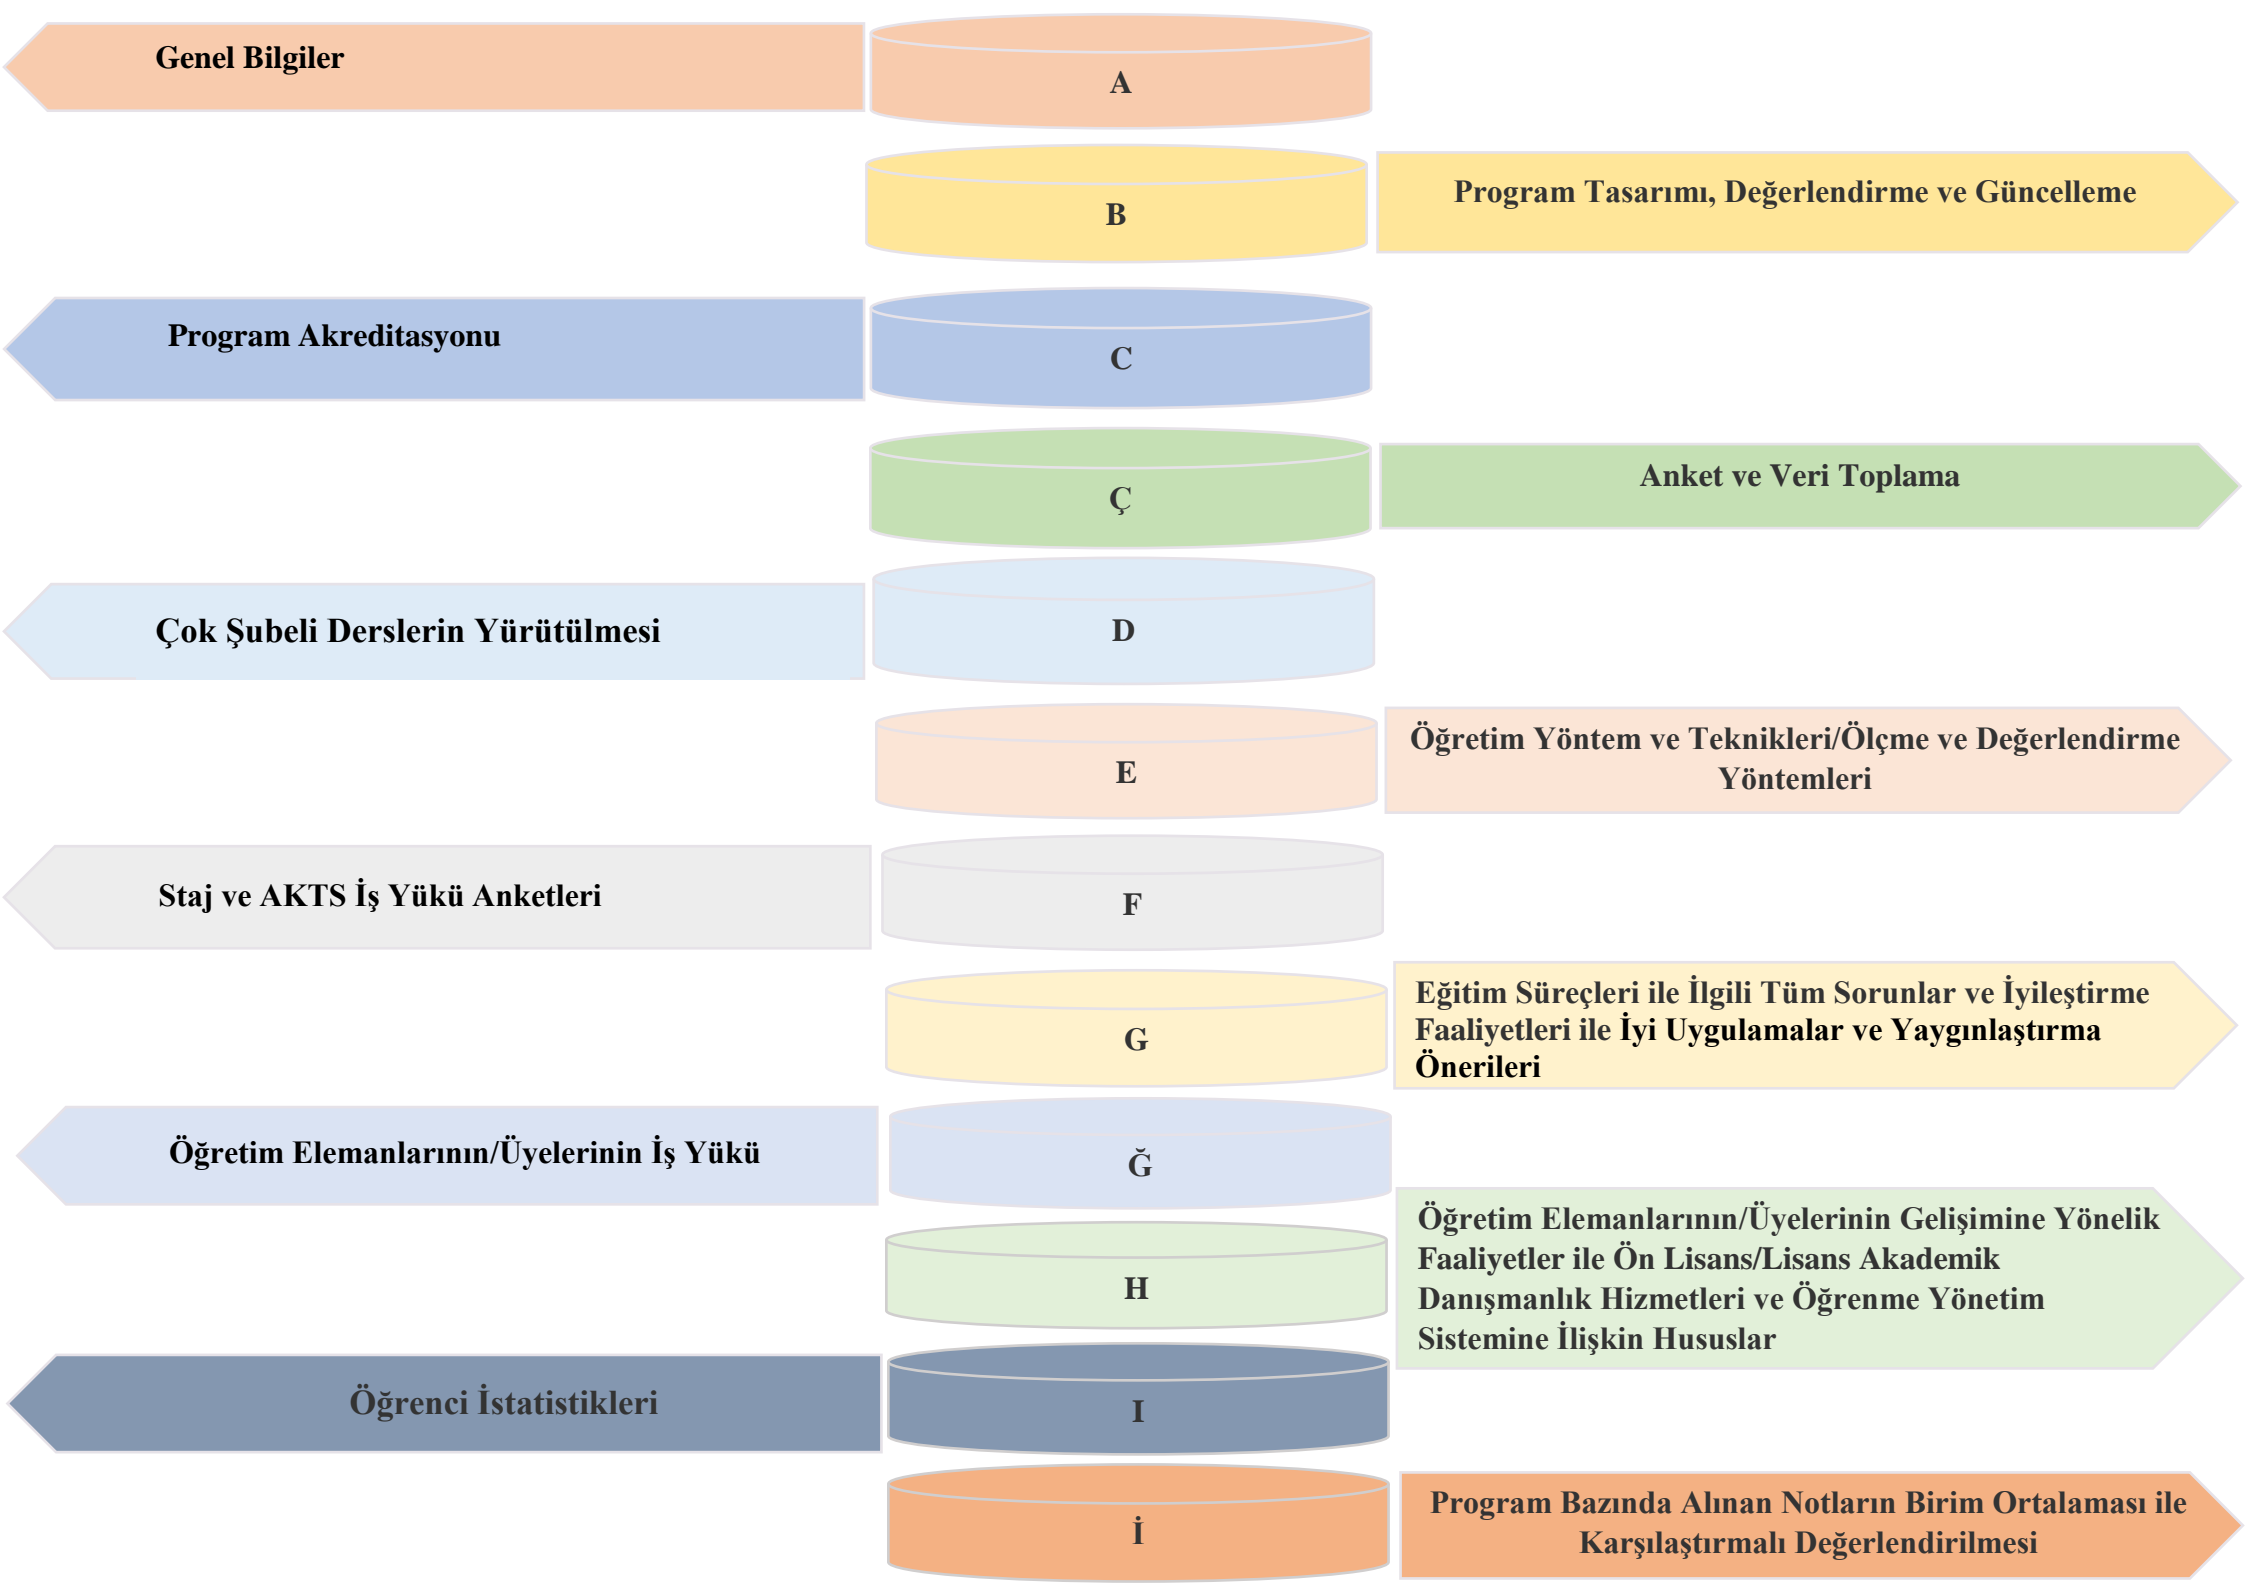 Genel Bilgiler
A
B
Program Tasarımı, Değerlendirme ve Güncelleme
Program Akreditasyonu
C
Ç
Anket ve Veri Toplama
Çok Şubeli Derslerin Yürütülmesi
D
E
Öğretim Yöntem ve Teknikleri/Ölçme ve Değerlendirme
Yöntemleri
Staj ve AKTS İş Yükü Anketleri
F
G
Eğitim Süreçleri ile İlgili Tüm Sorunlar ve İyileştirme
Faaliyetleri ile İyi Uygulamalar ve Yaygınlaştırma
Önerileri
Öğretim Elemanlarının/Üyelerinin İş Yükü
Ğ
H
Öğretim Elemanlarının/Üyelerinin Gelişimine Yönelik
Faaliyetler ile Ön Lisans/Lisans Akademik
Danışmanlık Hizmetleri ve Öğrenme Yönetim
Sistemine İlişkin Hususlar
Öğrenci İstatistikleri
I
İ
Program Bazında Alınan Notların Birim Ortalaması ile
Karşılaştırmalı Değerlendirilmesi